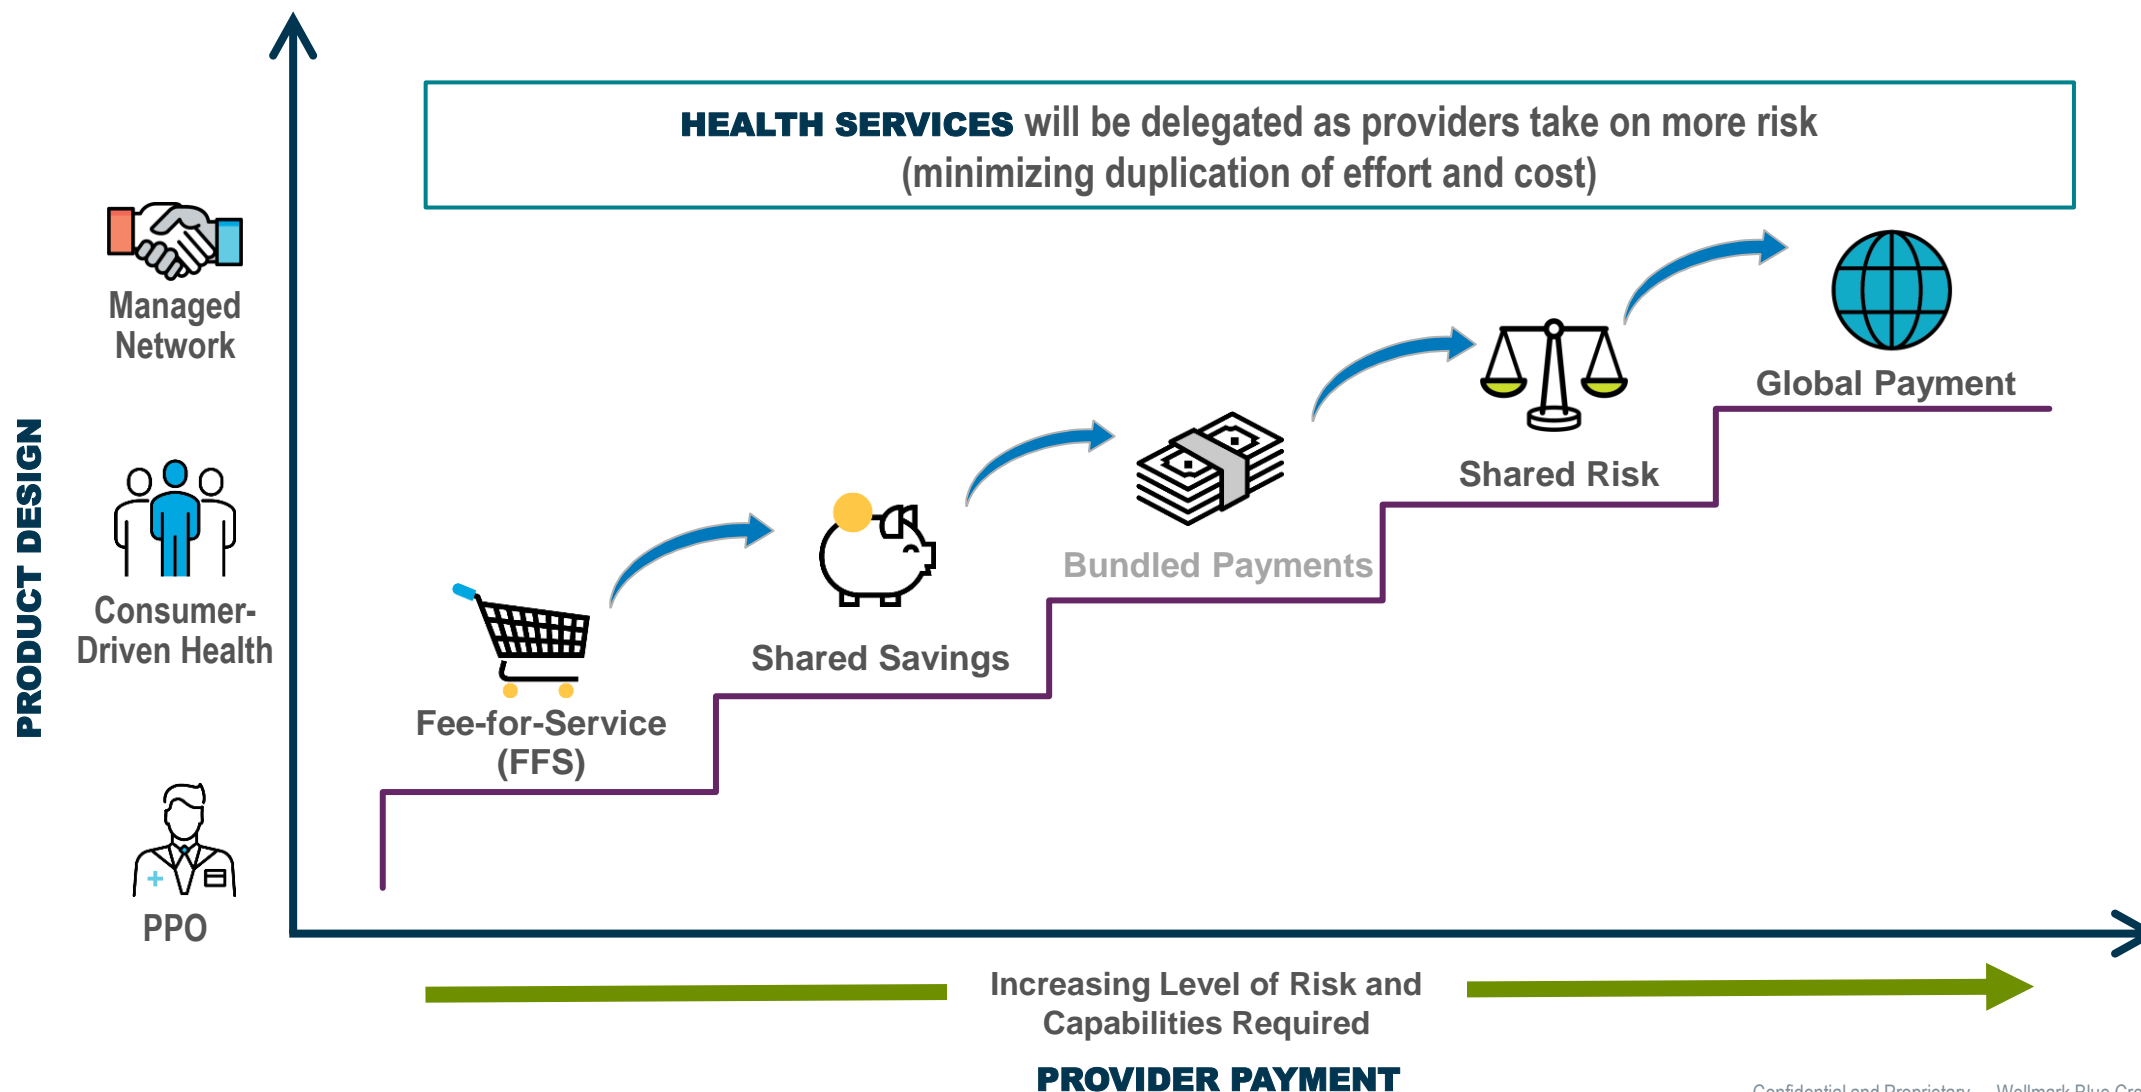 HEALTH SERVICES will be delegated as providers take on more risk
(minimizing duplication of effort and cost)
Managed
Network
Global Payment
Shared Risk
Bundled Payments
Consumer-
Driven Health
Shared Savings
Fee-for-Service
(FFS)
PPO
PRODUCT DESIGN
Increasing Level of Risk and
Capabilities Required
PROVIDER PAYMENT
Confidential and Proprietary Wellmark Blue